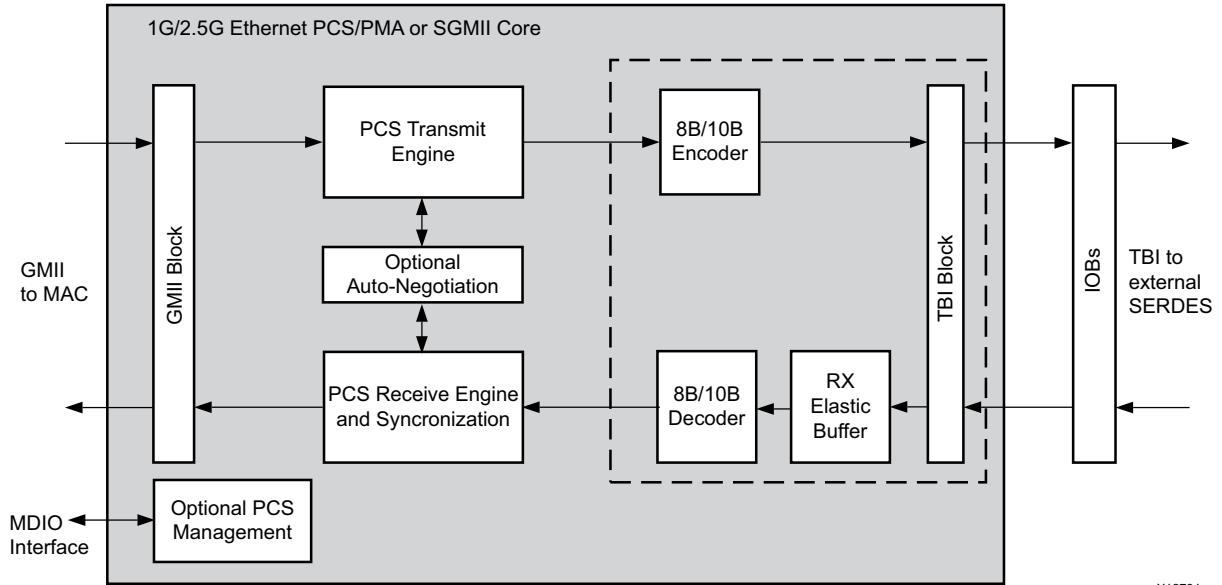 1G/2.5G Ethernet PCS/PMA or SGMII Core
GMII
to MAC
GMII Block
PCS Transmit
Engine
Optional
Auto-Negotiation
PCS Receive Engine
and Syncronization
8B/10B
Encoder
8B/10B
Decoder
RX
Elastic
Buffer
TBI Block
IOBs
TBI to
external
SERDES
MDIO
Interface
Optional PCS
Management